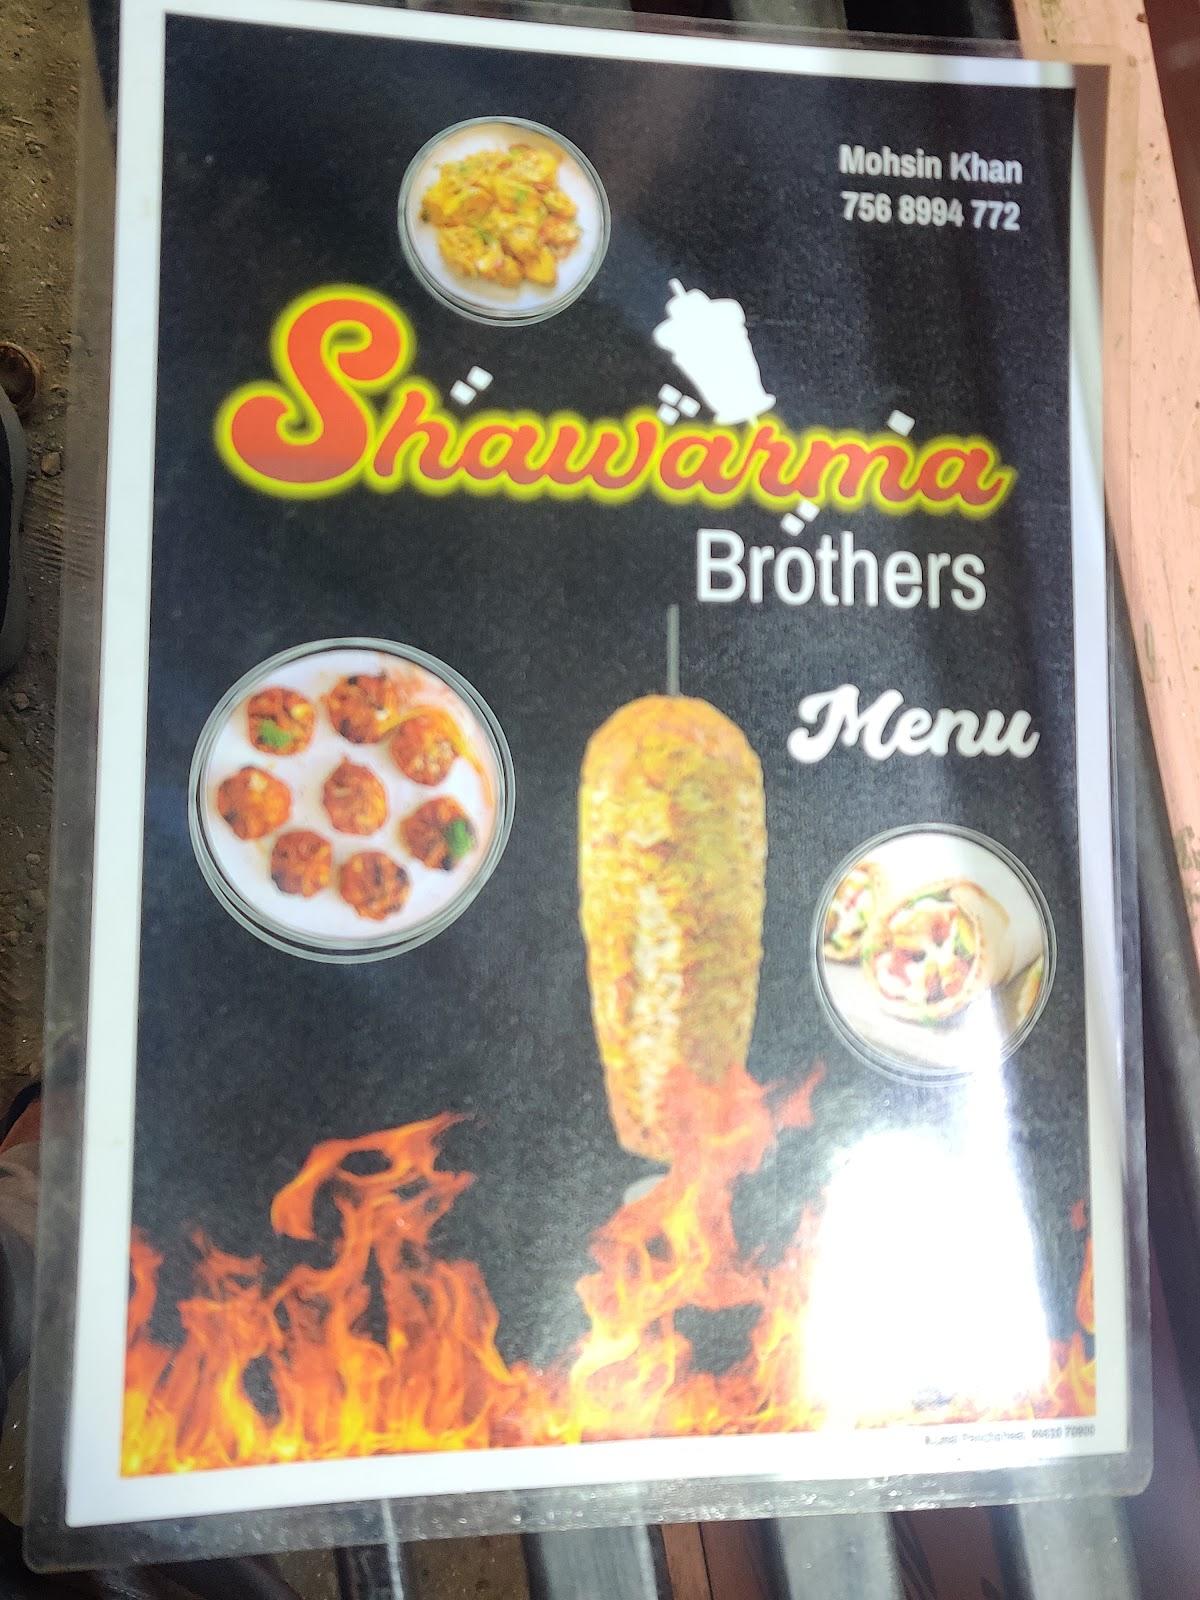 Mohsin Khan
756 8994 772
Shawarma
Brothers
Menu